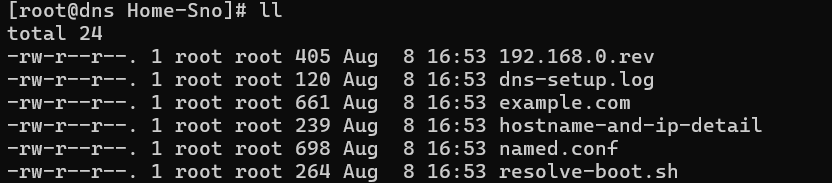 [root@dns Home-Sno]# ll
total 24
-rw-r--r--. 1 root root 405 Aug  8 16:53 192.168.0.rev
-rw-r--r--. 1 root root 120 Aug  8 16:53 dns-setup.log
-rw-r--r--. 1 root root 661 Aug  8 16:53 example.com
-rw-r--r--. 1 root root 239 Aug  8 16:53 hostname-and-ip-detail
-rw-r--r--. 1 root root 698 Aug  8 16:53 named.conf
-rw-r--r--. 1 root root 264 Aug  8 16:53 resolve-boot.sh